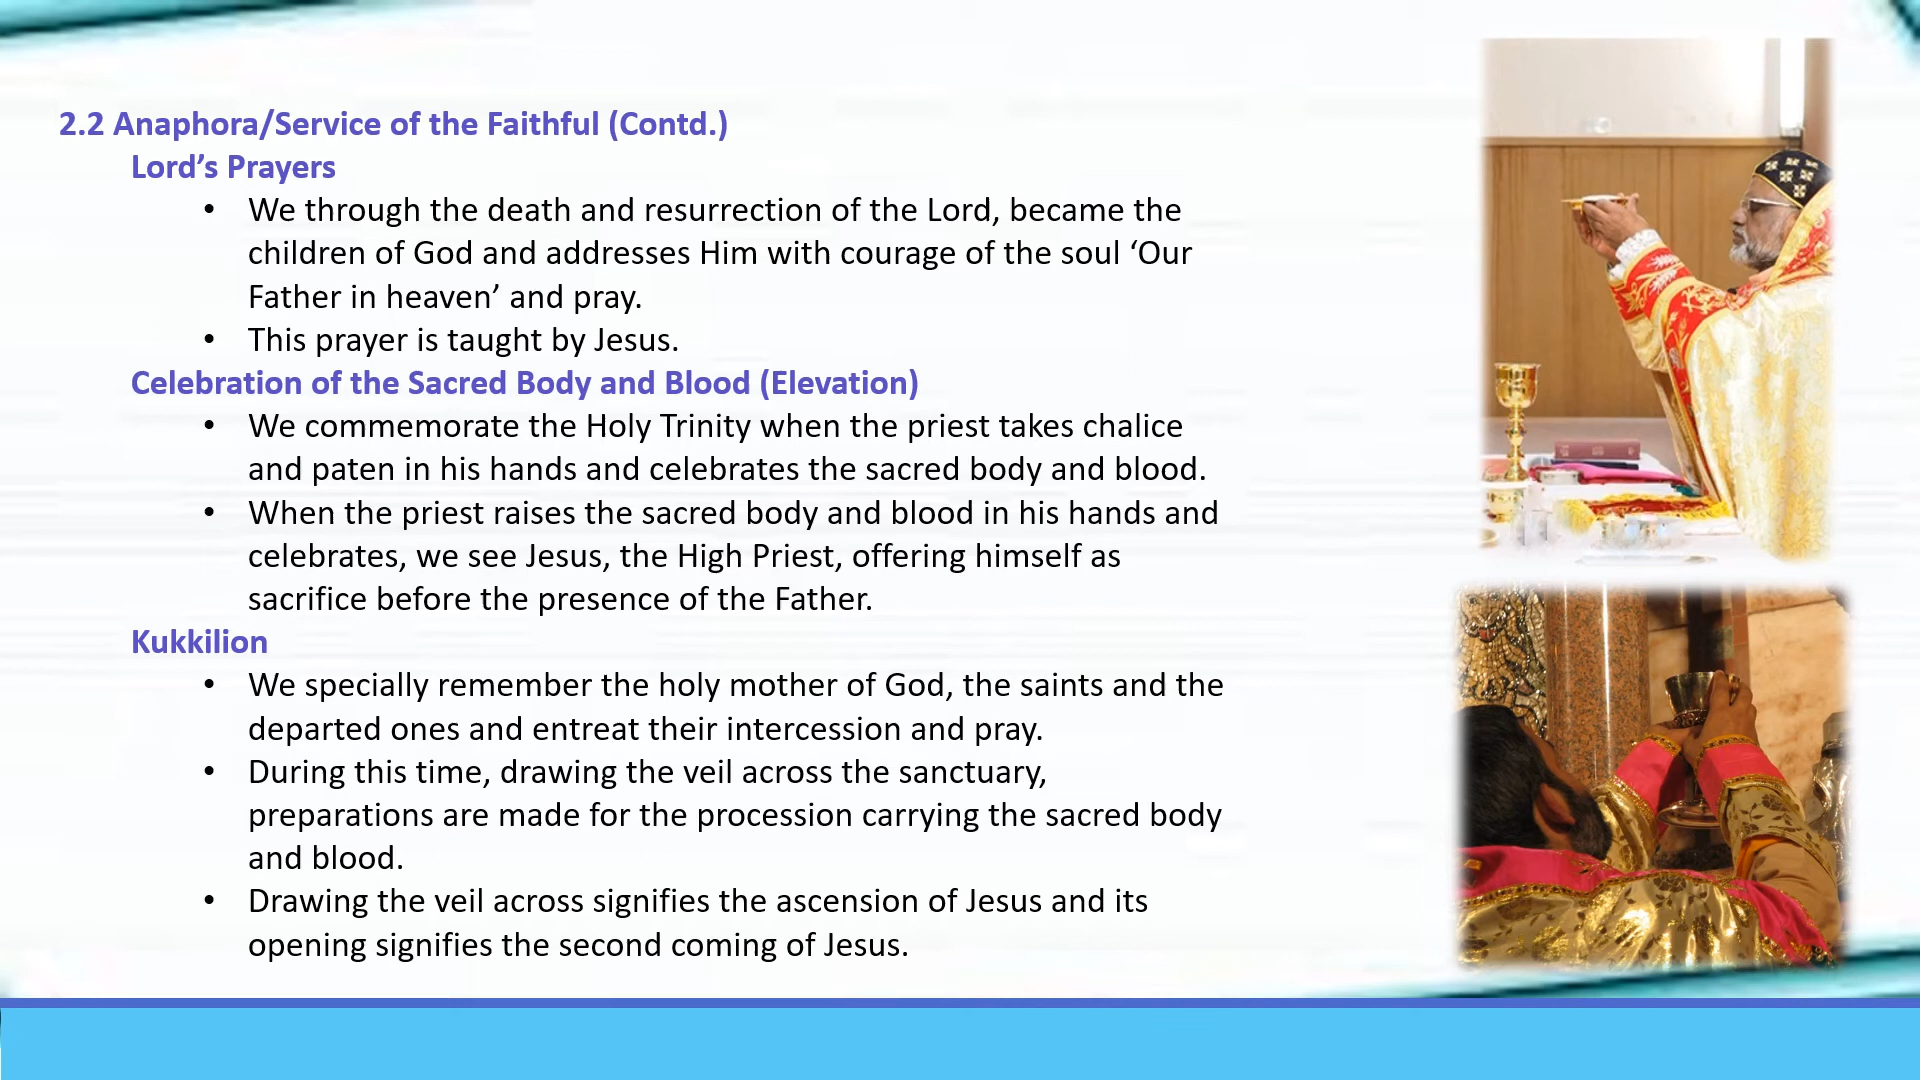 2.2 Anaphora/Service of the Faithful (Contd.)
Lord’s Prayers
• We through the death and resurrection of the Lord, became the
children of God and addresses Him with courage of the soul ‘Our
Father in heaven’ and pray.
• This prayer is taught by Jesus.
Celebration of the Sacred Body and Blood (Elevation)
• We commemorate the Holy Trinity when the priest takes chalice
and paten in his hands and celebrates the sacred body and blood.
• When the priest raises the sacred body and blood in his hands and
celebrates, we see Jesus, the High Priest, offering himself as
sacrifice before the presence of the Father.
Kukkilion
• We specially remember the holy mother of God, the saints and the
departed ones and entreat their intercession and pray.
• During this time, drawing the veil across the sanctuary,
preparations are made for the procession carrying the sacred body
and blood.
• Drawing the veil across signifies the ascension of Jesus and its
opening signifies the second coming of Jesus.